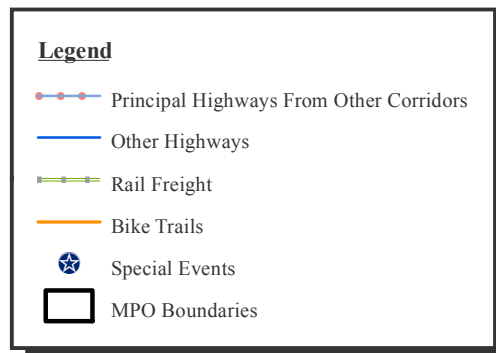 Legend
Principal Highways From Other Corridors
Other Highways
Rail Freight
Bike Trails
Special Events
MPO Boundaries